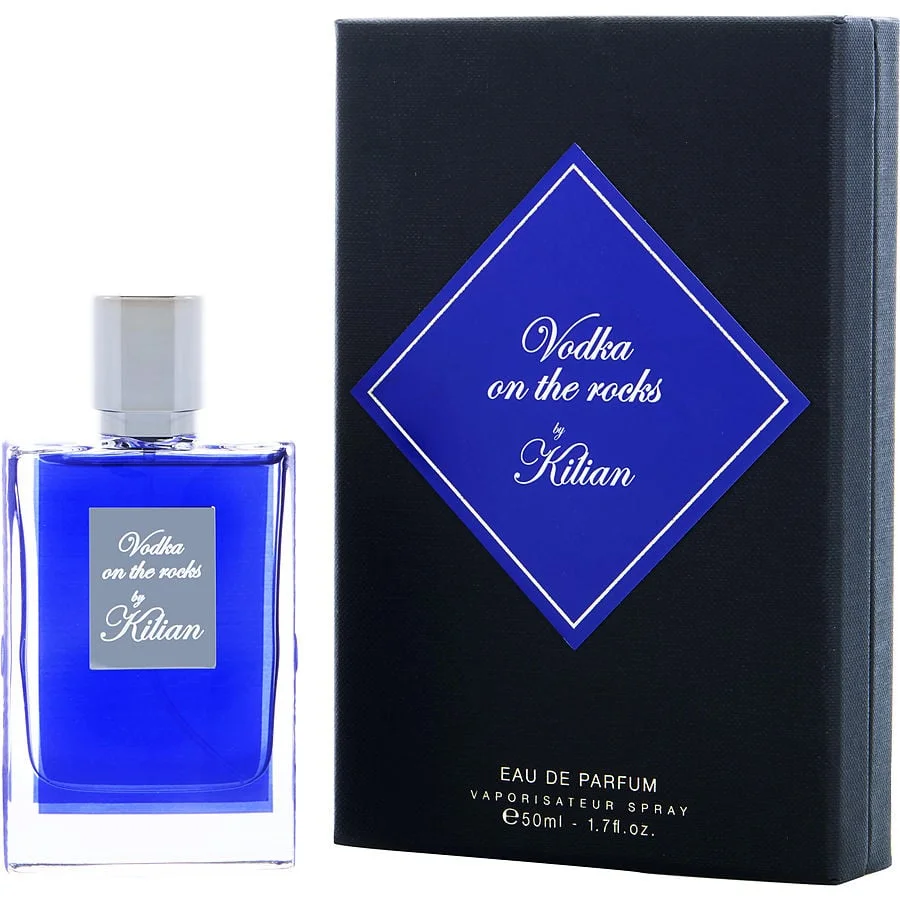 Vodka
on the rocks
by
Kilian
Vodka
on the rocks
by
Kilian
EAU DE PARFUM
VAPORISATEUR SPRAY
e50ml - 1.7fl.oz.